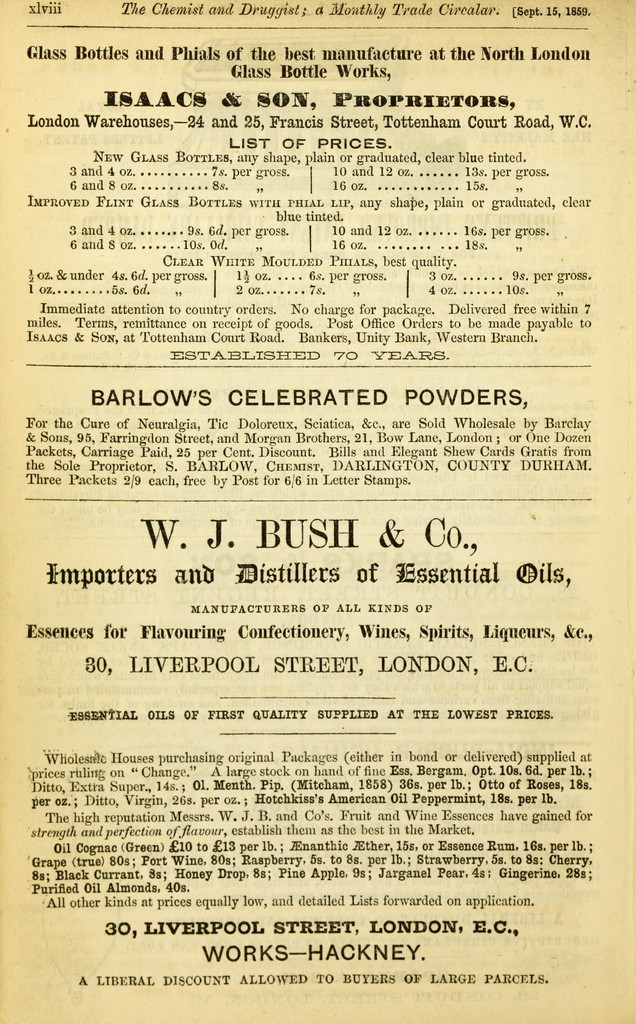 xlviii The Chemist and Druggist; a Monthly Trade Circular. [Sept. 15, 1859.
Glass Bottles and Phials of the best manufacture at the North London
Glass Bottle Works,
ISAACS & SON, PROPRIETORS,
London Warehouses,—24 and 25, Francis Street, Tottenham Court Road, W.C.
LIST OF PRICES.
NEW GLASS BOTTLES, any shape, plain or graduated, clear blue tinted.
3 and 4 oz. .......... 7s. per gross. | 10 and 12 oz. ...... 13s. per gross.
6 and 8 oz. .......... 8s. „ | 16 oz. ............ 15s. „
IMPROVED FLINT GLASS BOTTLES WITH PHIAL LIP, any shape, plain or graduated, clear
blue tinted.
3 and 4 oz. ...... 9s. 6d. per gross. | 10 and 12 oz. ...... 16s. per gross.
6 and 8 oz. ......10s. 0d. „ | 16 oz. ............ 18s. „
CLEAR WHITE MOULDED PHIALS, best quality.
½ oz. & under 4s. 6d. per gross. | 1½ oz. .... 6s. per gross. | 3 oz. ...... 9s. per gross.
1 oz.........5s. 6d. „ | 2 oz.......7s. „ | 4 oz. ......10s. „
Immediate attention to country orders. No charge for package. Delivered free within 7
miles. Terms, remittance on receipt of goods. Post Office Orders to be made payable to
ISAACS & SON, at Tottenham Court Road. Bankers, Unity Bank, Western Branch.
ESTABLISHED 70 YEARS.
BARLOW'S CELEBRATED POWDERS,
For the Cure of Neuralgia, Tic Doloreux, Sciatica, &c., are Sold Wholesale by Barclay
& Sons, 95, Farringdon Street, and Morgan Brothers, 21, Bow Lane, London ; or One Dozen
Packets, Carriage Paid, 25 per Cent. Discount. Bills and Elegant Shew Cards Gratis from
the Sole Proprietor, S. BARLOW, CHEMIST, DARLINGTON, COUNTY DURHAM.
Three Packets 2/9 each, free by Post for 6/6 in Letter Stamps.
W. J. BUSH & Co.,
Importers and Distillers of Essential Oils,
MANUFACTURERS OF ALL KINDS OF
Essences for Flavouring Confectionery, Wines, Spirits, Liqueurs, &c.,
30, LIVERPOOL STREET, LONDON, E.C.
ESSENTIAL OILS OF FIRST QUALITY SUPPLIED AT THE LOWEST PRICES.
Wholesale Houses purchasing original Packages (either in bond or delivered) supplied at
prices ruling on "Change." A large stock on hand of fine Ess. Bergam. Opt. 10s. 6d. per lb.;
Ditto, Extra Super., 14s.; Ol. Menth. Pip. (Mitcham, 1858) 36s. per lb.; Otto of Roses, 18s.
per oz.; Ditto, Virgin, 26s. per oz.; Hotchkiss's American Oil Peppermint, 18s. per lb.
The high reputation Messrs. W. J. B. and Co's. Fruit and Wine Essences have gained for
strength and perfection of flavour, establish them as the best in the Market.
Oil Cognac (Green) £10 to £13 per lb.; Ænanthic Æther, 15s, or Essence Rum, 16s. per lb.;
Grape (true) 80s; Port Wine, 80s; Raspberry, 5s. to 8s. per lb.; Strawberry, 5s. to 8s: Cherry,
8s; Black Currant, 8s; Honey Drop, 8s; Pine Apple, 9s; Jarganel Pear, 4s; Gingerine, 28s;
Purified Oil Almonds, 40s.
All other kinds at prices equally low, and detailed Lists forwarded on application.
30, LIVERPOOL STREET, LONDON, E.C.,
WORKS—HACKNEY.
A LIBERAL DISCOUNT ALLOWED TO BUYERS OF LARGE PARCELS.